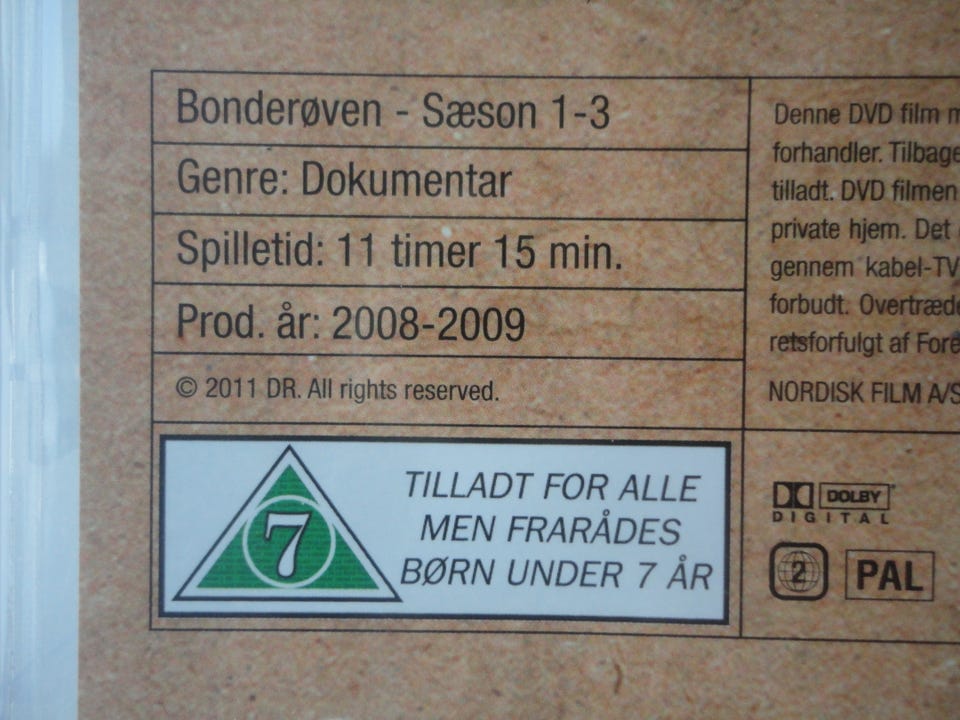 Bonderøven - Sæson 1-3
Genre: Dokumentar
Spilletid: 11 timer 15 min.
Prod. år: 2008-2009
© 2011 DR. All rights reserved.
7
TILLADT FOR ALLE
MEN FRARÅDES
BØRN UNDER 7 ÅR
Denne DVD film
forhandler.
tilladt. DVD filmen
private hjem. Det
gennem kabel-TV
forbudt.
retsforfulgt af
NORDISK FILM A/S
DOLBY
DIGITAL
2
PAL